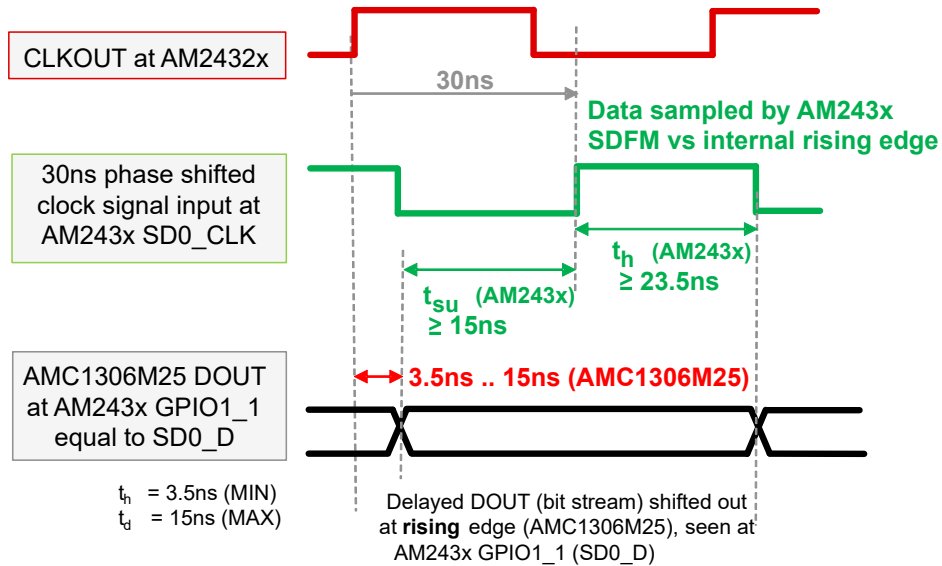 CLKOUT at AM2432x
30ns
Data sampled by AM243x
SDFM vs internal rising edge
30ns phase shifted
clock signal input at
AM243x SD0_CLK
th (AM243x)
≥ 23.5ns
tsu (AM243x)
≥ 15ns
AMC1306M25 DOUT
at AM243x GPIO1_1
equal to SD0_D
3.5ns .. 15ns (AMC1306M25)
th = 3.5ns (MIN)
td = 15ns (MAX)
Delayed DOUT (bit stream) shifted out
at rising edge (AMC1306M25), seen at
AM243x GPIO1_1 (SD0_D)